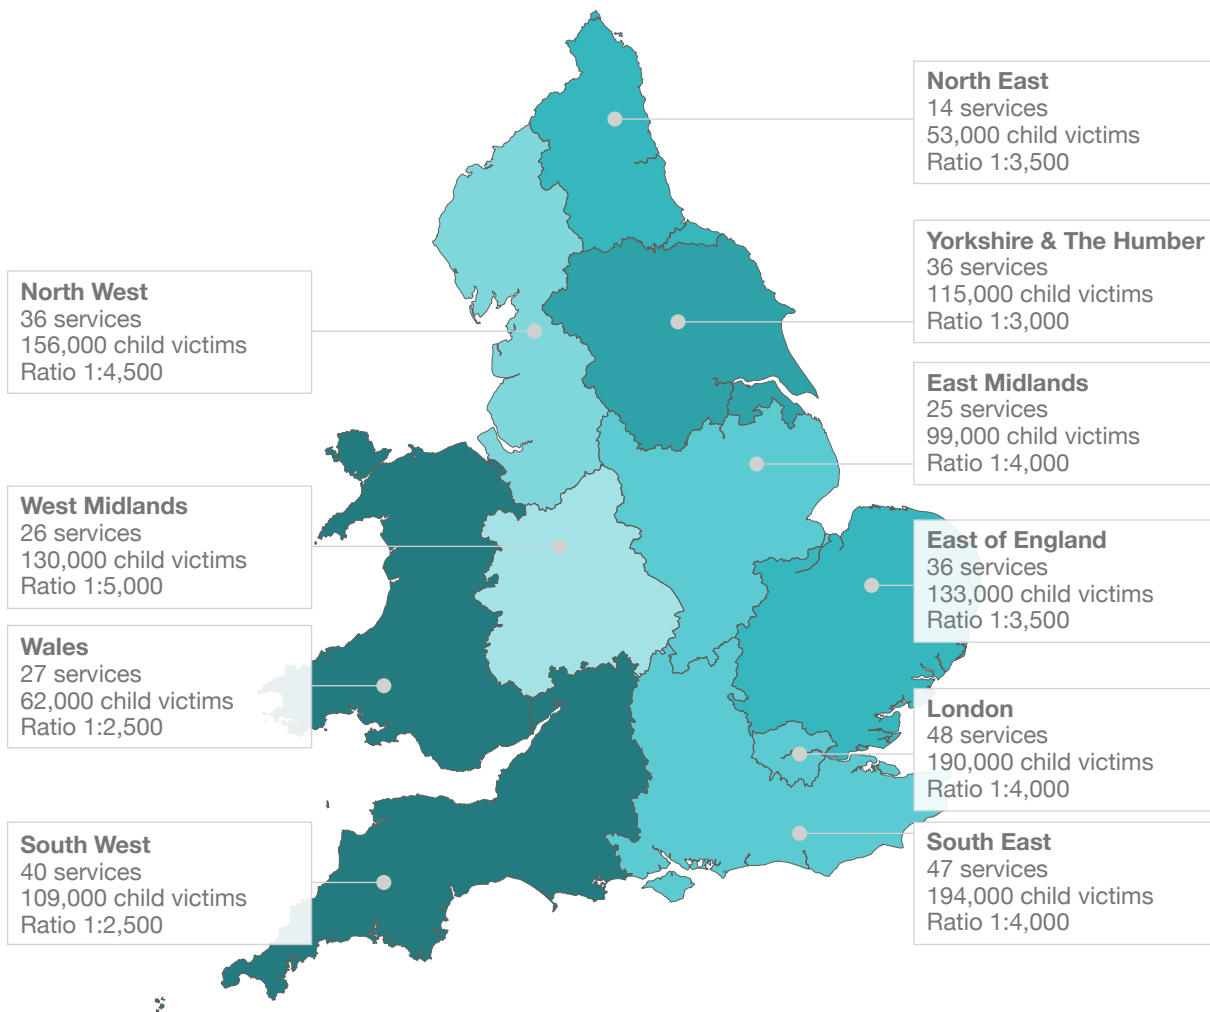 North East
14 services
53,000 child victims
Ratio 1:3,500
Yorkshire & The Humber
36 services
115,000 child victims
Ratio 1:3,000
North West
36 services
156,000 child victims
Ratio 1:4,500
East Midlands
25 services
99,000 child victims
Ratio 1:4,000
West Midlands
26 services
130,000 child victims
Ratio 1:5,000
East of England
36 services
133,000 child victims
Ratio 1:3,500
Wales
27 services
62,000 child victims
Ratio 1:2,500
London
48 services
190,000 child victims
Ratio 1:4,000
South West
40 services
109,000 child victims
Ratio 1:2,500
South East
47 services
194,000 child victims
Ratio 1:4,000